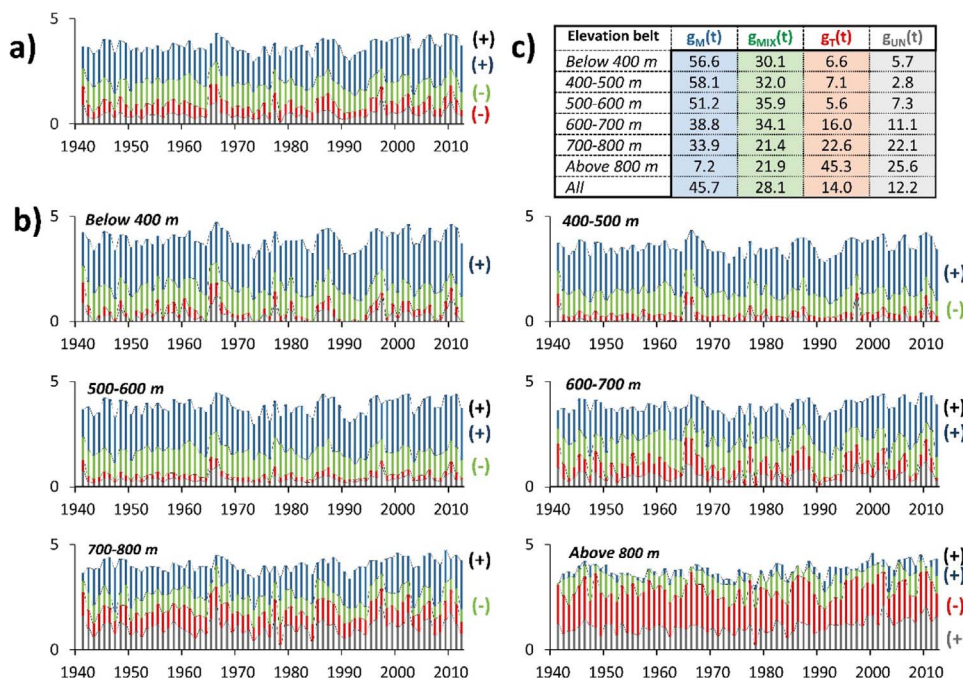 a)
5
0
1940 1950 1960 1970 1980 1990 2000 2010
(+)
(+)
(-)
(-)
c)
Elevation belt gM(t) gMIX(t) gT(t) gUN(t)
Below 400 m 56.6 30.1 6.6 5.7
400-500 m 58.1 32.0 7.1 2.8
500-600 m 51.2 35.9 5.6 7.3
600-700 m 38.8 34.1 16.0 11.1
700-800 m 33.9 21.4 22.6 22.1
Above 800 m 7.2 21.9 45.3 25.6
All 45.7 28.1 14.0 12.2
b)
Below 400 m
5
0
1940 1950 1960 1970 1980 1990 2000 2010
(+)
400-500 m
5
0
1940 1950 1960 1970 1980 1990 2000 2010
(+)
(-)
500-600 m
5
0
1940 1950 1960 1970 1980 1990 2000 2010
(+)
(+)
(-)
600-700 m
5
0
1940 1950 1960 1970 1980 1990 2000 2010
(+)
(+)
700-800 m
5
0
1940 1950 1960 1970 1980 1990 2000 2010
(+)
(-)
Above 800 m
5
0
1940 1950 1960 1970 1980 1990 2000 2010
(+)
(+)
(-)
(+